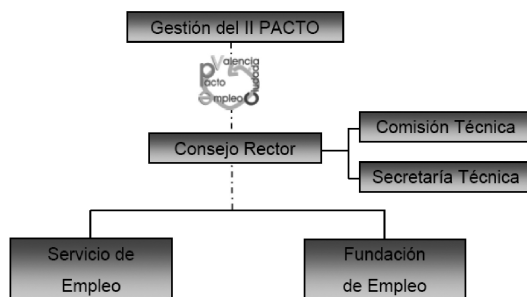 Gestión del II PACTO
Valencia
Pacto
Ciudad
empleo
Consejo Rector
Comisión Técnica
Secretaría Técnica
Servicio de
Empleo
Fundación
de Empleo